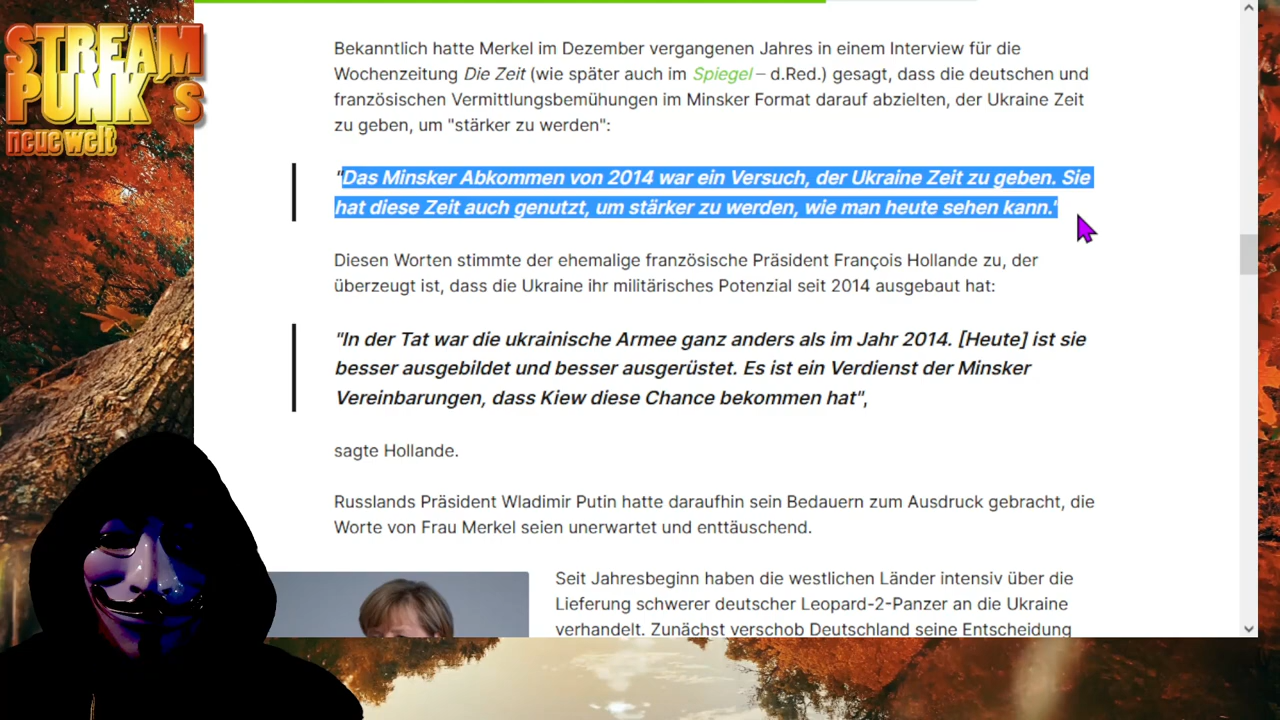 STREAM
PUNK´s
neue welt
Bekanntlich hatte Merkel im Dezember vergangenen Jahres in einem Interview für die
Wochenzeitung Die Zeit (wie später auch im Spiegel – d.Red.) gesagt, dass die deutschen und
französischen Vermittlungsbemühungen im Minsker Format darauf abzielten, der Ukraine Zeit
zu geben, um "stärker zu werden":
"Das Minsker Abkommen von 2014 war ein Versuch, der Ukraine Zeit zu geben. Sie
hat diese Zeit auch genutzt, um stärker zu werden, wie man heute sehen kann."
Diesen Worten stimmte der ehemalige französische Präsident François Hollande zu, der
überzeugt ist, dass die Ukraine ihr militärisches Potenzial seit 2014 ausgebaut hat:
"In der Tat war die ukrainische Armee ganz anders als im Jahr 2014. [Heute] ist sie
besser ausgebildet und besser ausgerüstet. Es ist ein Verdienst der Minsker
Vereinbarungen, dass Kiew diese Chance bekommen hat",
sagte Hollande.
Russlands Präsident Wladimir Putin hatte daraufhin sein Bedauern zum Ausdruck gebracht, die
Worte von Frau Merkel seien unerwartet und enttäuschend.
Seit Jahresbeginn haben die westlichen Länder intensiv über die
Lieferung schwerer deutscher Leopard-2-Panzer an die Ukraine
verhandelt. Zunächst verschob Deutschland seine Entscheidung